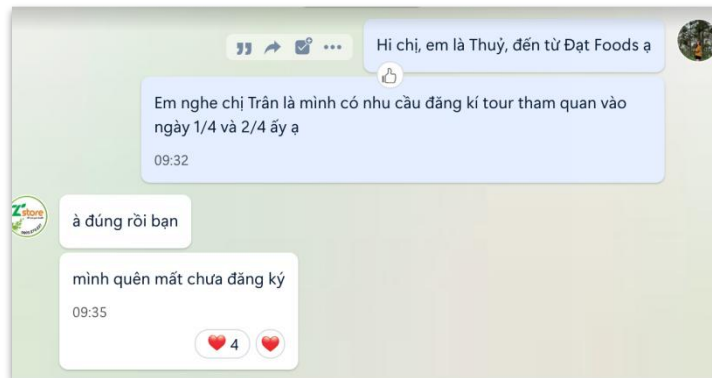 Hi chị, em là Thuỷ, đến từ Đạt Foods ạ
Em nghe chị Trân là mình có nhu cầu đăng kí tour tham quan vào
ngày 1/4 và 2/4 ấy ạ
09:32
Z store
à đúng rồi bạn
mình quên mất chưa đăng ký
09:35
4